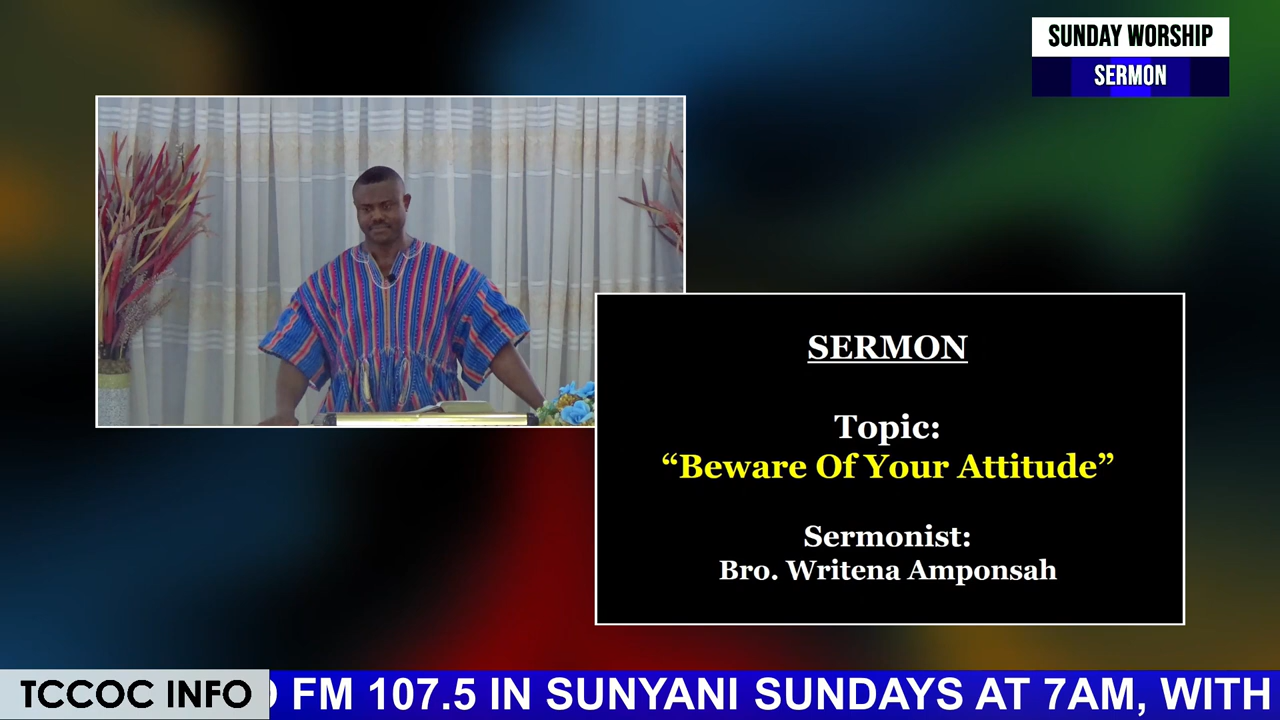 SUNDAY WORSHIP
SERMON
SERMON
Topic:
“Beware Of Your Attitude”
Sermonist:
Bro. Writena Amponsah
TCCOC INFO
FM 107.5 IN SUNYANI SUNDAYS AT 7AM, WITH